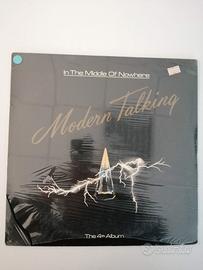 In The Middle Of Nowhere
Modern Talking
The 4th Album